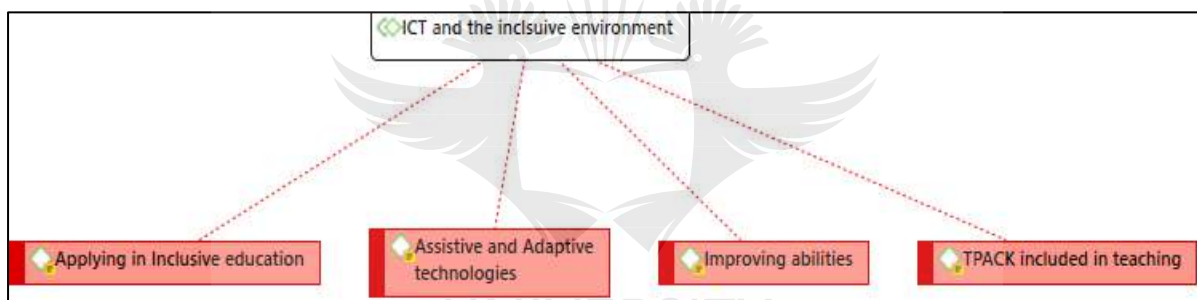 ICT and the inclsuive environment
Applying in Inclusive education
Assistive and Adaptive
technologies
Improving abilities
TPACK included in teaching